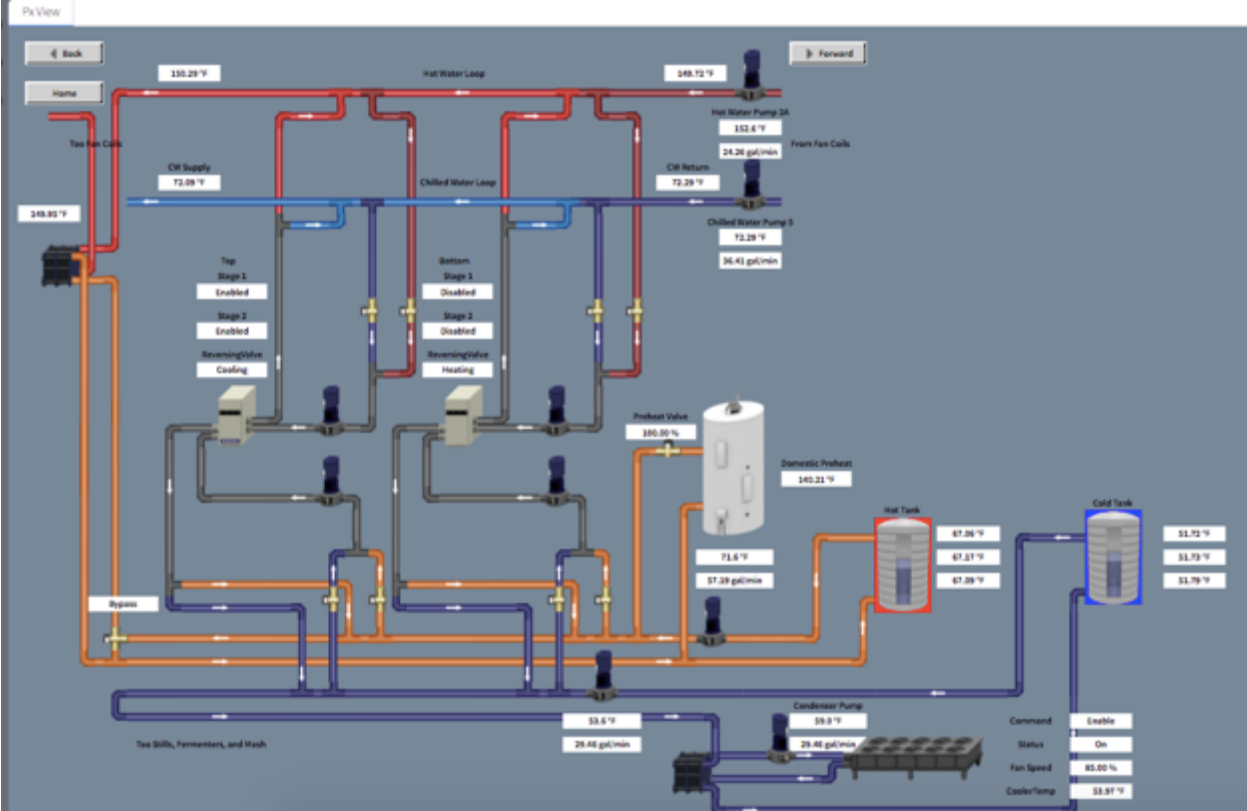 Px View
Back
Forward
150.29 °F
Hot Water Loop
149.72 °F
Home
Hot Water Pump 2A
152.6 °F
Too Fan Coils
24.26 gal/min
From Fan Coils
CW Supply
CW Return
72.09 °F
Chilled Water Loop
72.29 °F
149.95 °F
Chilled Water Pump 5
72.29 °F
36.41 gal/min
Top
Bottom
Stage 1
Stage 1
Enabled
Disabled
Stage 2
Stage 2
Enabled
Disabled
ReversingValve
ReversingValve
Cooling
Heating
Preheat Valve
100.00 %
Domestic Preheat
140.21 °F
Hot Tank
Cold Tank
67.06 °F
51.72 °F
71.6 °F
67.17 °F
51.73 °F
57.19 gal/min
67.09 °F
51.79 °F
Bypass
Condenser Pump
53.6 °F
59.0 °F
Command
Enable
Too Stills, Fermenters, and Mash
29.46 gal/min
29.46 gal/min
Status
On
Fan Speed
85.00 %
CoolerTemp
53.97 °F